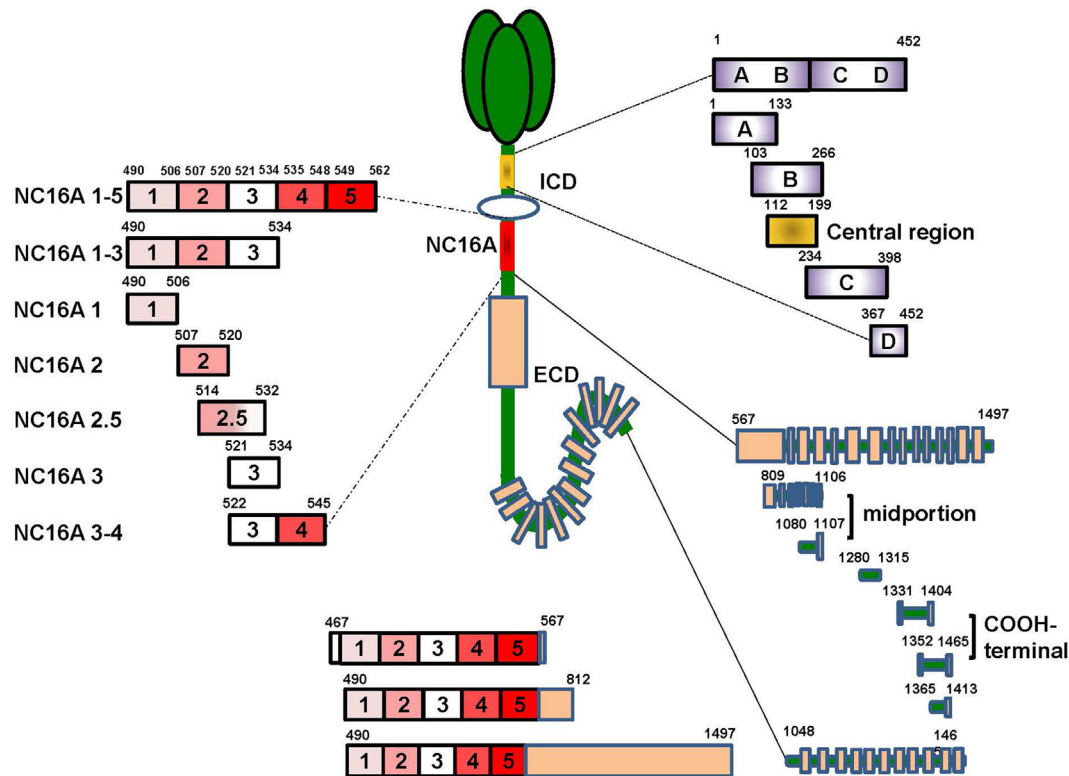 1 452
A B C D
1 133
A
103 266
B
112 199
Central region
234 398
C
367 452
D
ICD
NC16A
ECD
490 506 507 520 521 534 535 548 549 562
NC16A 1-5 1 2 3 4 5
490 534
NC16A 1-3 1 2 3
490 506
NC16A 1 1
507 520
NC16A 2 2
514 532
NC16A 2.5 2.5
521 534
NC16A 3 3
522 545
NC16A 3-4 3 4
567 1497
809 1106
midportion
1080 1107
1280 1315
1331 1404
COOH-
terminal
1352 1465
1365 1413
1048 146
467 567
1 2 3 4 5
490 812
1 2 3 4 5
490 1497
1 2 3 4 5